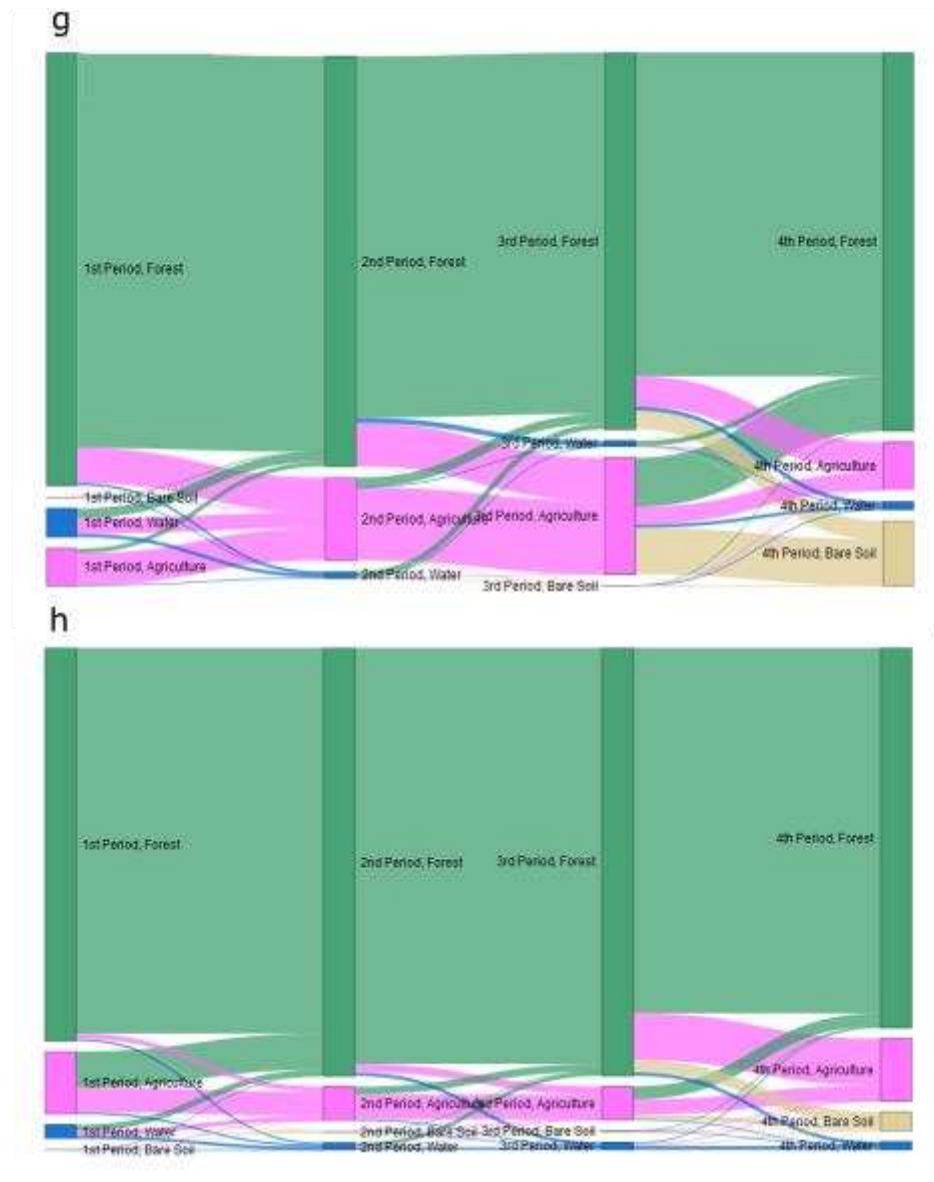 g
3rd Period, Forest
4th Period, Forest
1st Period, Forest
2nd Period, Forest
3rd Period, Water
4th Period, Agriculture
1st Period, Bare Soil
4th Period, Water
1st Period, Water
2nd Period, Agriculture
3rd Period, Agriculture
4th Period, Bare Soil
1st Period, Agriculture
2nd Period, Water
3rd Period, Bare Soil
h
4th Period, Forest
1st Period, Forest
2nd Period, Forest
3rd Period, Forest
4th Period, Agriculture
1st Period, Agriculture
2nd Period, Agriculture
Period, Agriculture
4th Period, Bare Soil
1st Period, Water
2nd Period, Bare Soil
3rd Period, Bare Soil
2nd Period, Water
3rd Period, Water
4th Period, Water
1st Period, Bare Soil